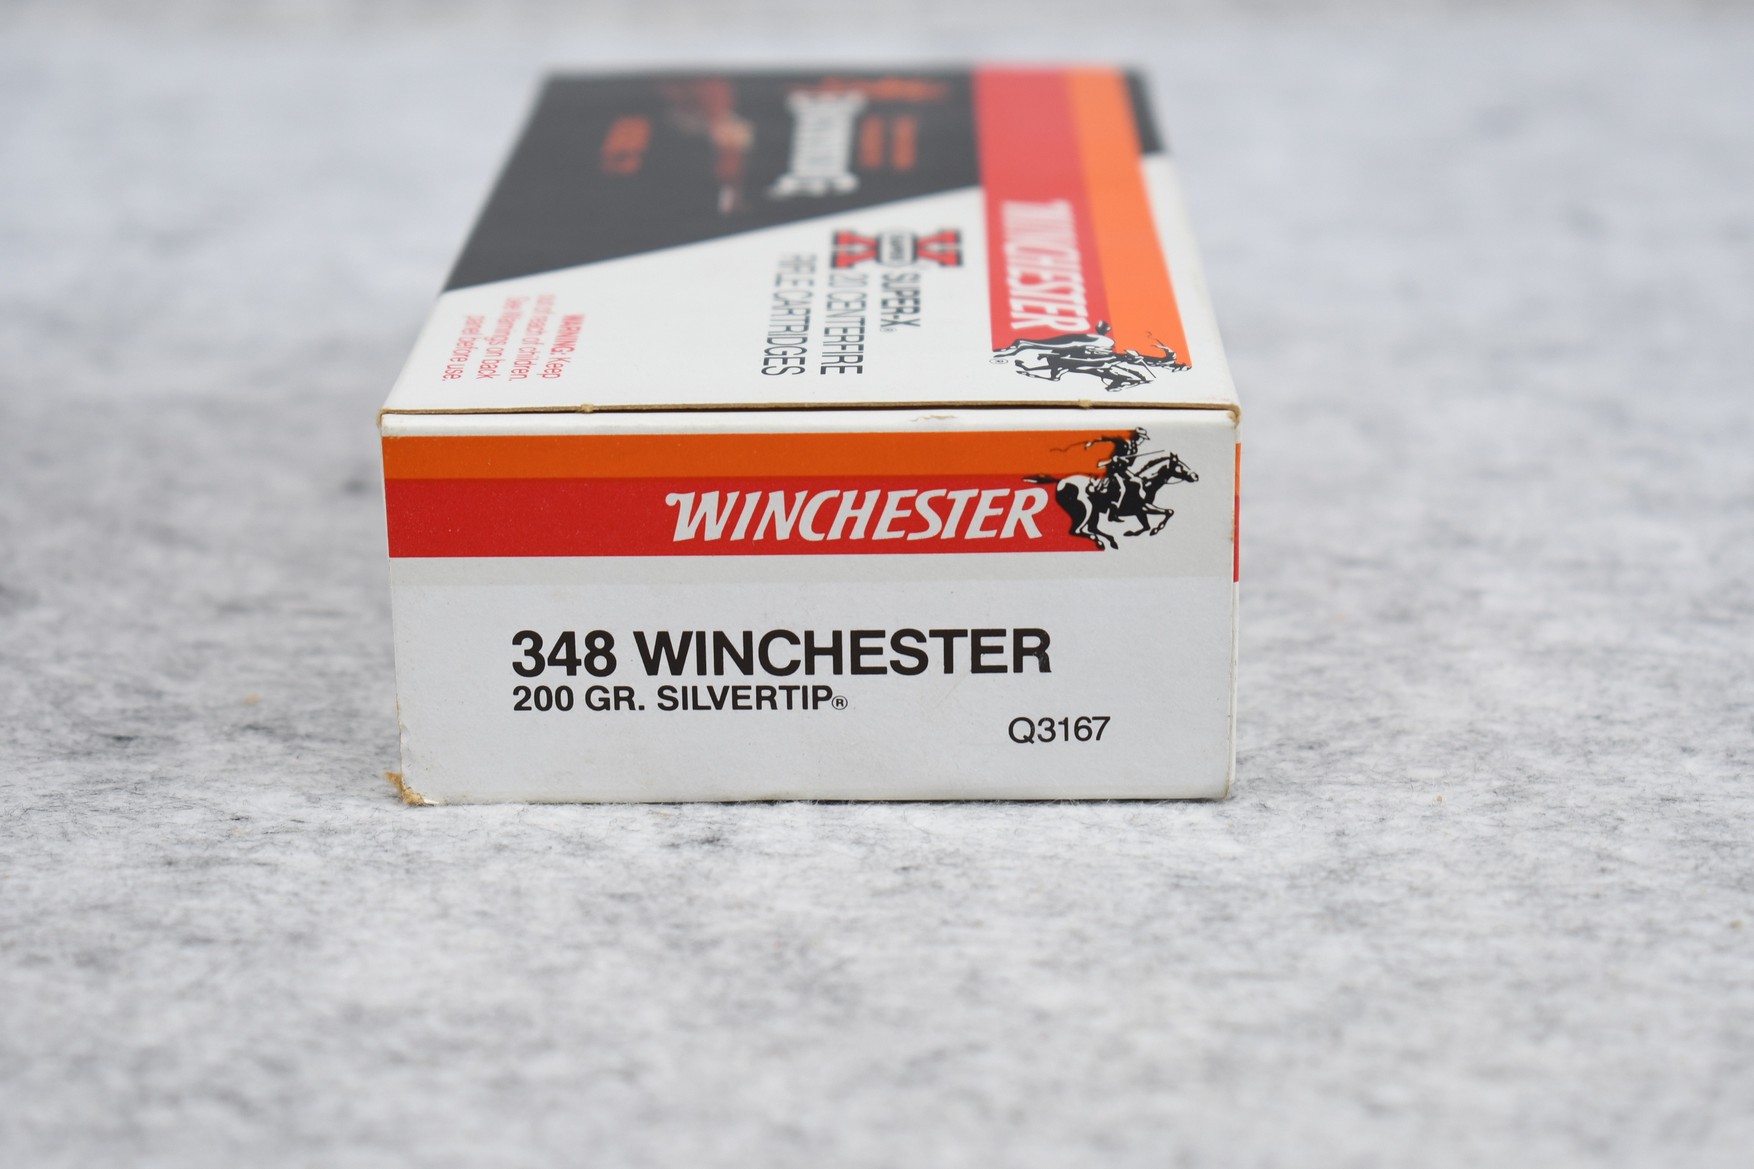 WINCHESTER
®
SUPER-X®
20 CENTERFIRE
RIFLE CARTRIDGES
WARNING: Keep
out of reach of children.
See warnings on back
panel before use.
WINCHESTER
348 WINCHESTER
200 GR. SILVERTIP®
Q3167